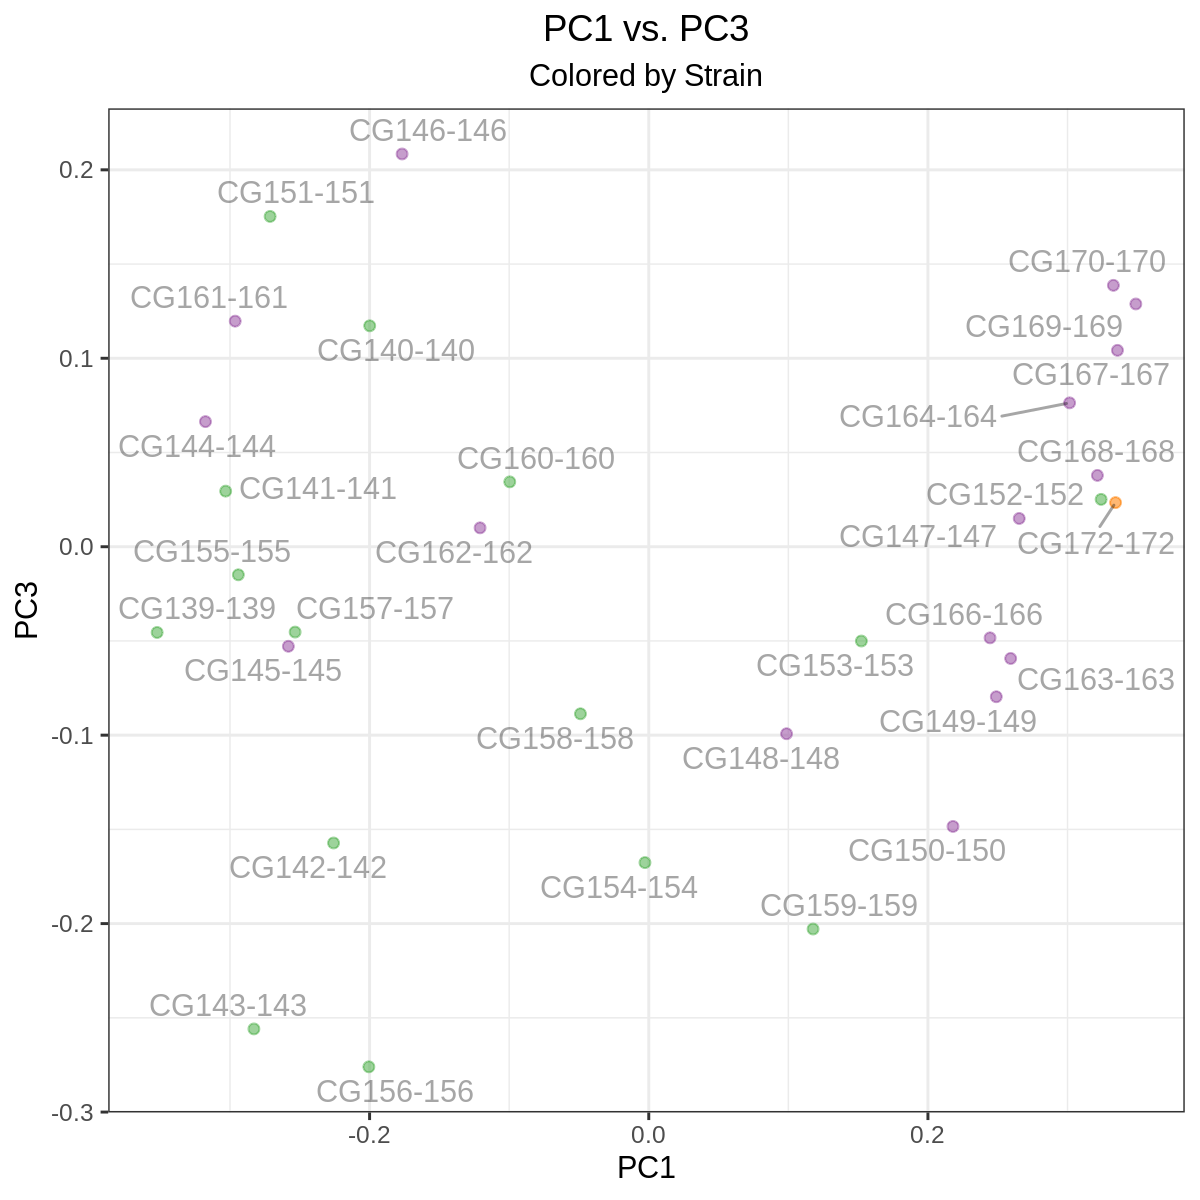 PC1 vs. PC3
Colored by Strain
CG146-146
0.2
CG151-151
CG170-170
CG161-161
CG169-169
CG140-140
0.1
CG167-167
CG164-164
CG144-144
CG160-160
CG168-168
CG141-141
CG152-152
CG147-147
CG172-172
0.0
CG155-155
CG162-162
CG139-139
CG157-157
CG166-166
PC3
CG153-153
CG145-145
CG163-163
CG149-149
-0.1
CG158-158
CG148-148
CG150-150
CG142-142
CG154-154
CG159-159
-0.2
CG143-143
CG156-156
-0.3
-0.2
0.0
0.2
PC1